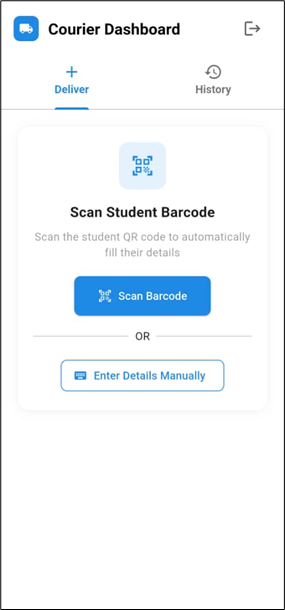 Courier Dashboard
Deliver
History
Scan Student Barcode
Scan the student QR code to automatically
fill their details
Scan Barcode
OR
Enter Details Manually